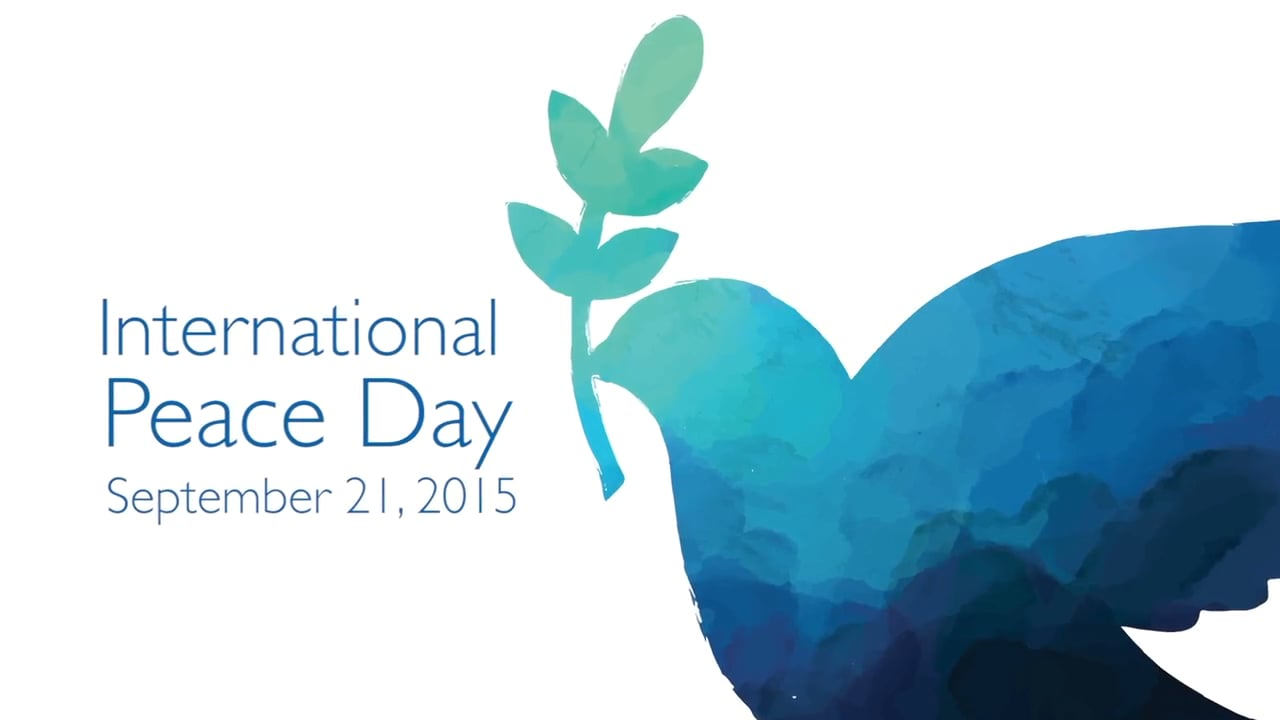 International
Peace Day
September 21, 2015